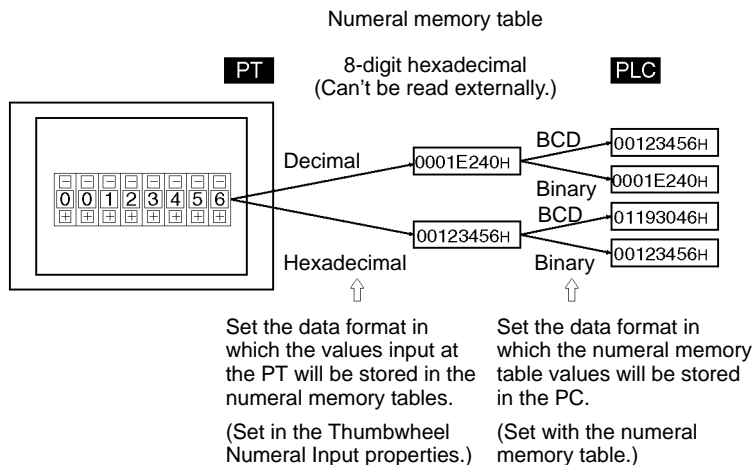 Numeral memory table
PT
8-digit hexadecimal
(Can't be read externally.)
PLC
0 0 1 2 3 4 5 6
Decimal
0001E240H
BCD
00123456H
Binary
0001E240H
Hexadecimal
00123456H
BCD
01193046H
Binary
00123456H
Set the data format in
which the values input at
the PT will be stored in the
numeral memory tables.
(Set in the Thumbwheel
Numeral Input properties.)
Set the data format in
which the numeral memory
table values will be stored
in the PC.
(Set with the numeral
memory table.)